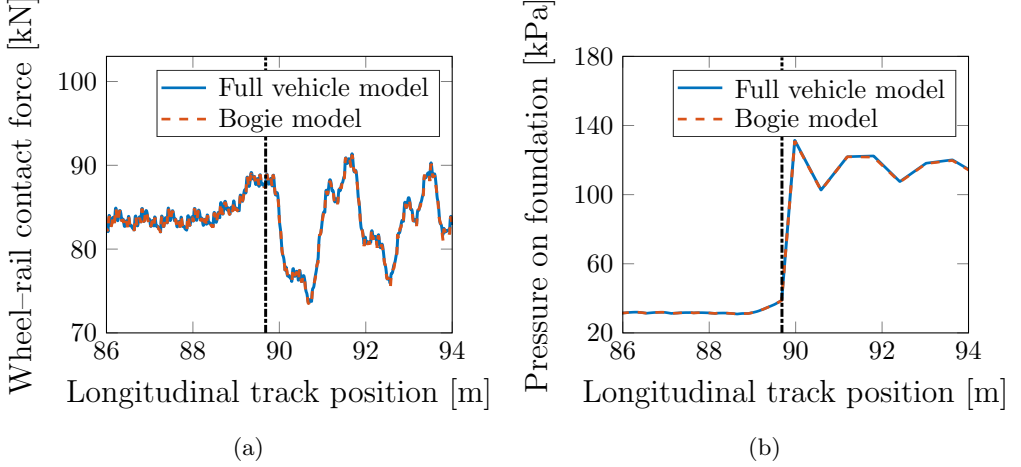 Wheel–rail contact force [kN]
100
90
80
70
Full vehicle model
Bogie model
86 88 90 92 94
Longitudinal track position [m]
(a)
Pressure on foundation [kPa]
180
140
100
60
20
Full vehicle model
Bogie model
86 88 90 92 94
Longitudinal track position [m]
(b)